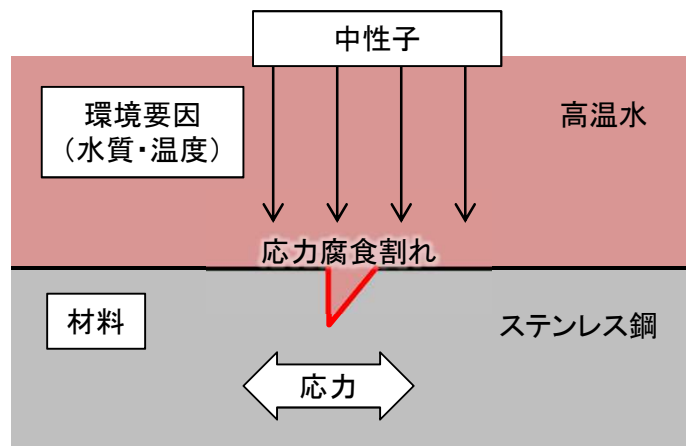 中性子
環境要因
（水質・温度）
高温水
応力腐食割れ
材料
ステンレス鋼
応力